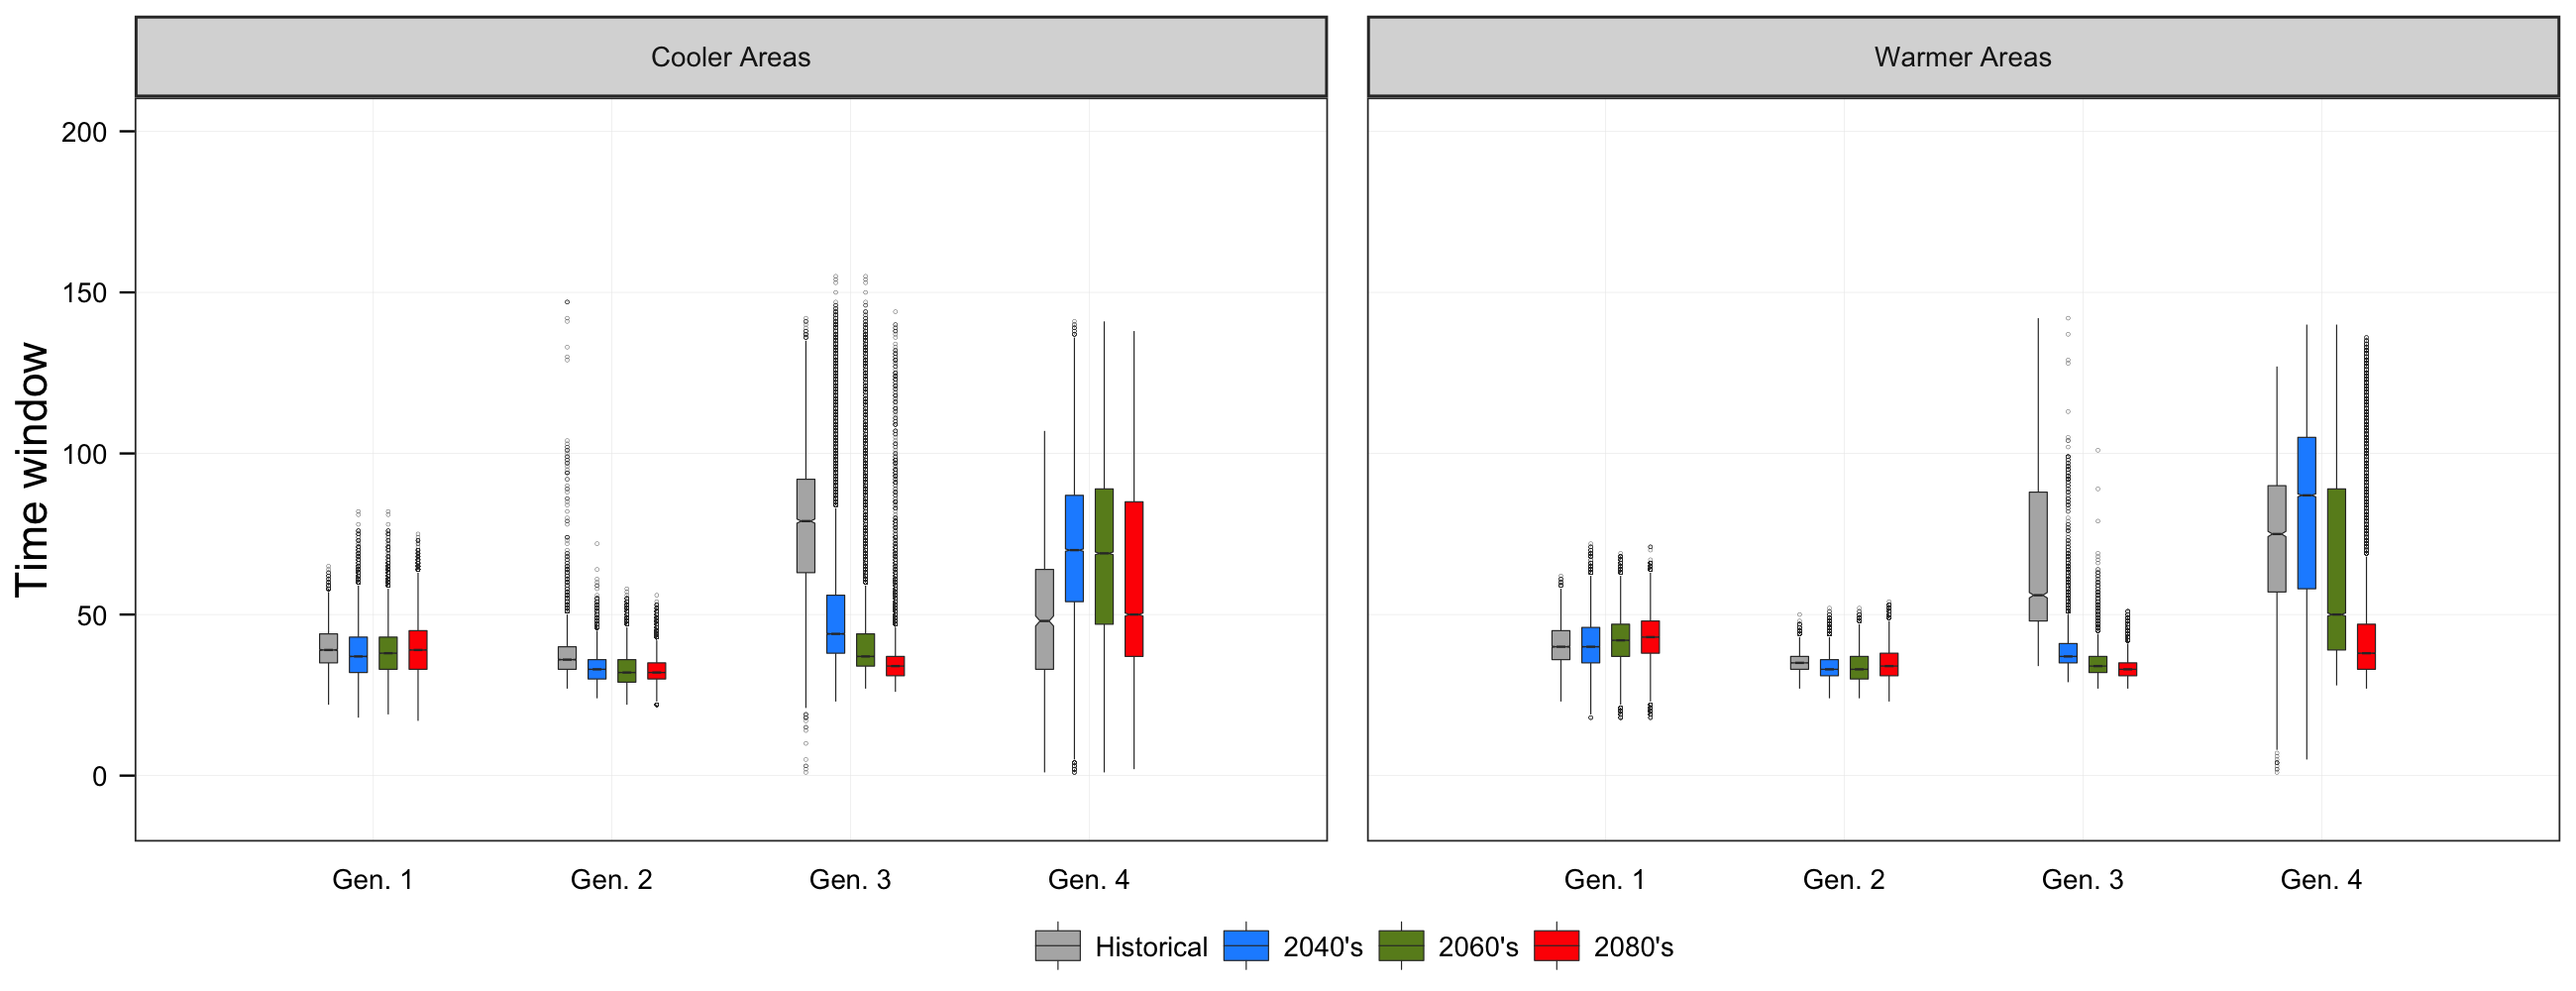 Cooler Areas
Warmer Areas
Time window
200
150
100
50
0
Gen. 1 Gen. 2 Gen. 3 Gen. 4
Gen. 1 Gen. 2 Gen. 3 Gen. 4
Historical 2040's 2060's 2080's